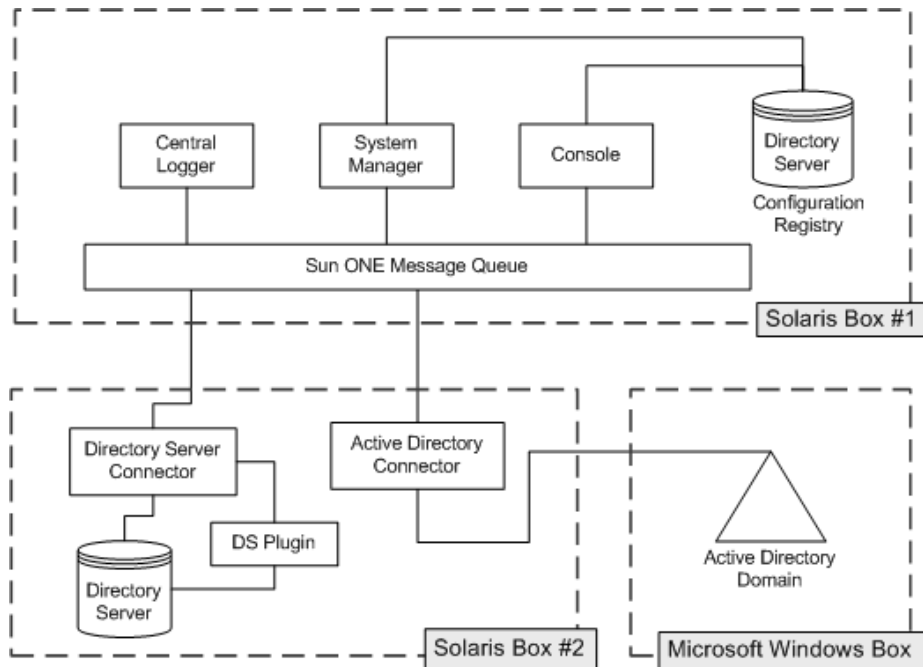 Central
Logger
System
Manager
Console
Directory
Server
Configuration
Registry
Sun ONE Message Queue
Solaris Box #1
Directory Server
Connector
Active Directory
Connector
DS Plugin
Directory
Server
Active Directory
Domain
Solaris Box #2
Microsoft Windows Box